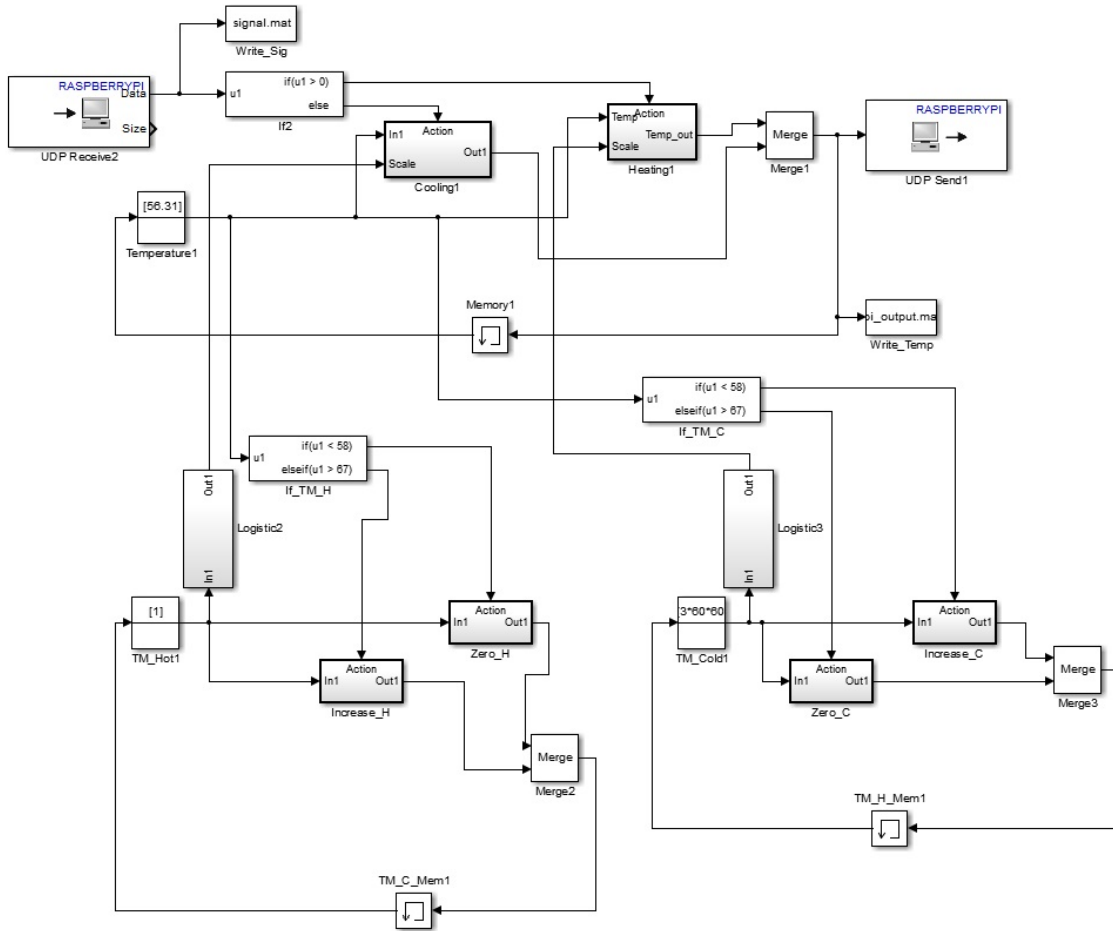 signal.mat
Write_Sig
RASPBERRYPI
Data
Size
UDP Receive2
u1
if(u1 > 0)
else
If2
Action
In1
Scale
Out1
Cooling1
Action
Temp
Scale
Temp_out
Heating1
Merge
Merge1
RASPBERRYPI
UDP Send1
[56.31]
Temperature1
Memory1
pi_output.ma
Write_Temp
u1
if(u1 < 58)
elseif(u1 > 67)
If_TM_C
u1
if(u1 < 58)
elseif(u1 > 67)
If_TM_H
Out1
In1
Logistic2
Out1
In1
Logistic3
[1]
TM_Hot1
Action
In1
Out1
Zero_H
Action
In1
Out1
Increase_H
Merge
Merge2
TM_C_Mem1
3*60*60
TM_Cold1
Action
In1
Out1
Increase_C
Action
In1
Out1
Zero_C
Merge
Merge3
TM_H_Mem1